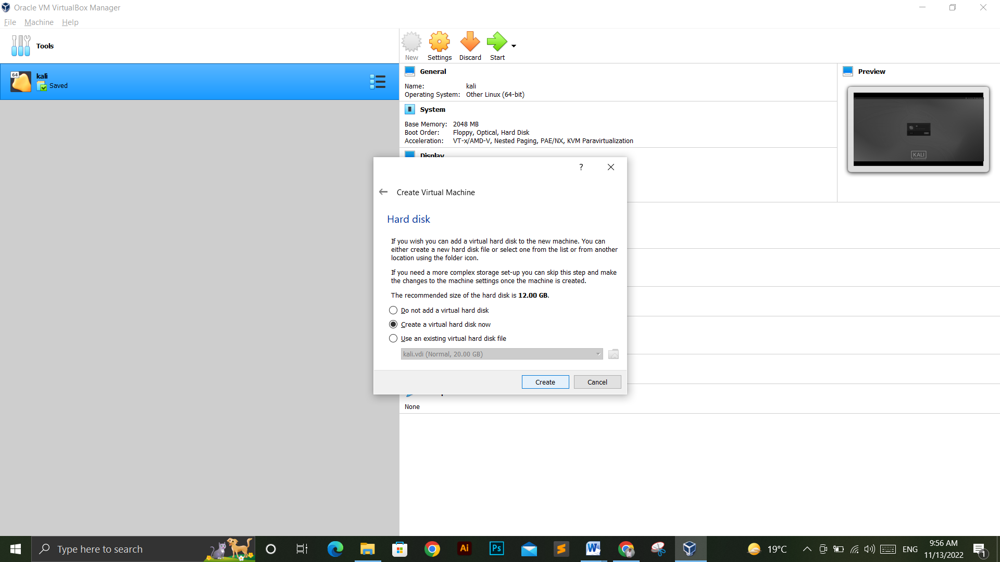 Oracle VM VirtualBox Manager
File Machine Help
Tools
64
kali
Saved
New
Settings
Discard
Start
General
Name: kali
Operating System: Other Linux (64-bit)
System
Base Memory: 2048 MB
Boot Order: Floppy, Optical, Hard Disk
Acceleration: VT-x/AMD-V, Nested Paging, PAE/NX, KVM Paravirtualization
Display
Preview
KALI
?
Create Virtual Machine
Hard disk
If you wish you can add a virtual hard disk to the new machine. You can
either create a new hard disk file or select one from the list or from another
location using the folder icon.
If you need a more complex storage set-up you can skip this step and make
the changes to the machine settings once the machine is created.
The recommended size of the hard disk is 12.00 GB.
Do not add a virtual hard disk
Create a virtual hard disk now
Use an existing virtual hard disk file
kali.vdi (Normal, 20.00 GB)
Create
Cancel
None
Type here to search
Ai
Ps
W
19°C
ENG
9:56 AM
11/13/2022
1